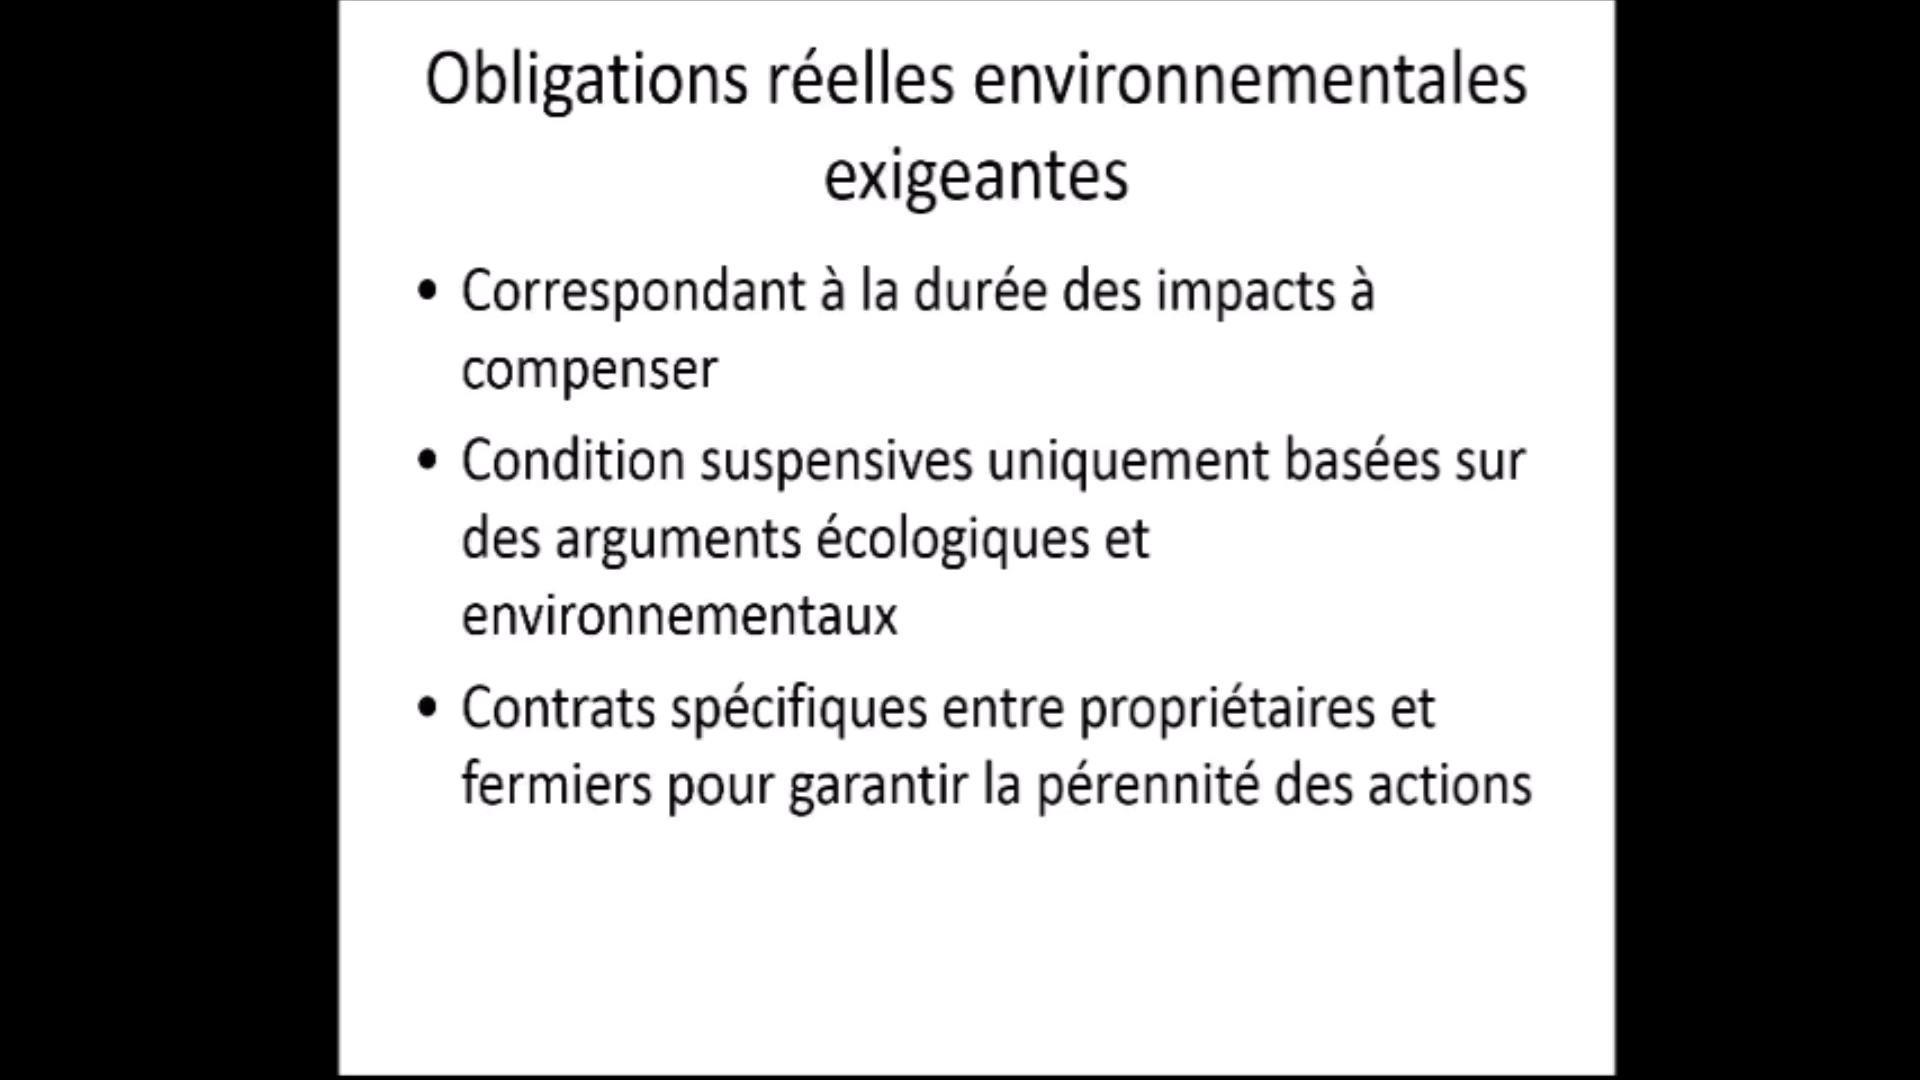 Obligations réelles environnementales
exigeantes
• Correspondant à la durée des impacts à
compenser
• Condition suspensives uniquement basées sur
des arguments écologiques et
environnementaux
• Contrats spécifiques entre propriétaires et
fermiers pour garantir la pérennité des actions